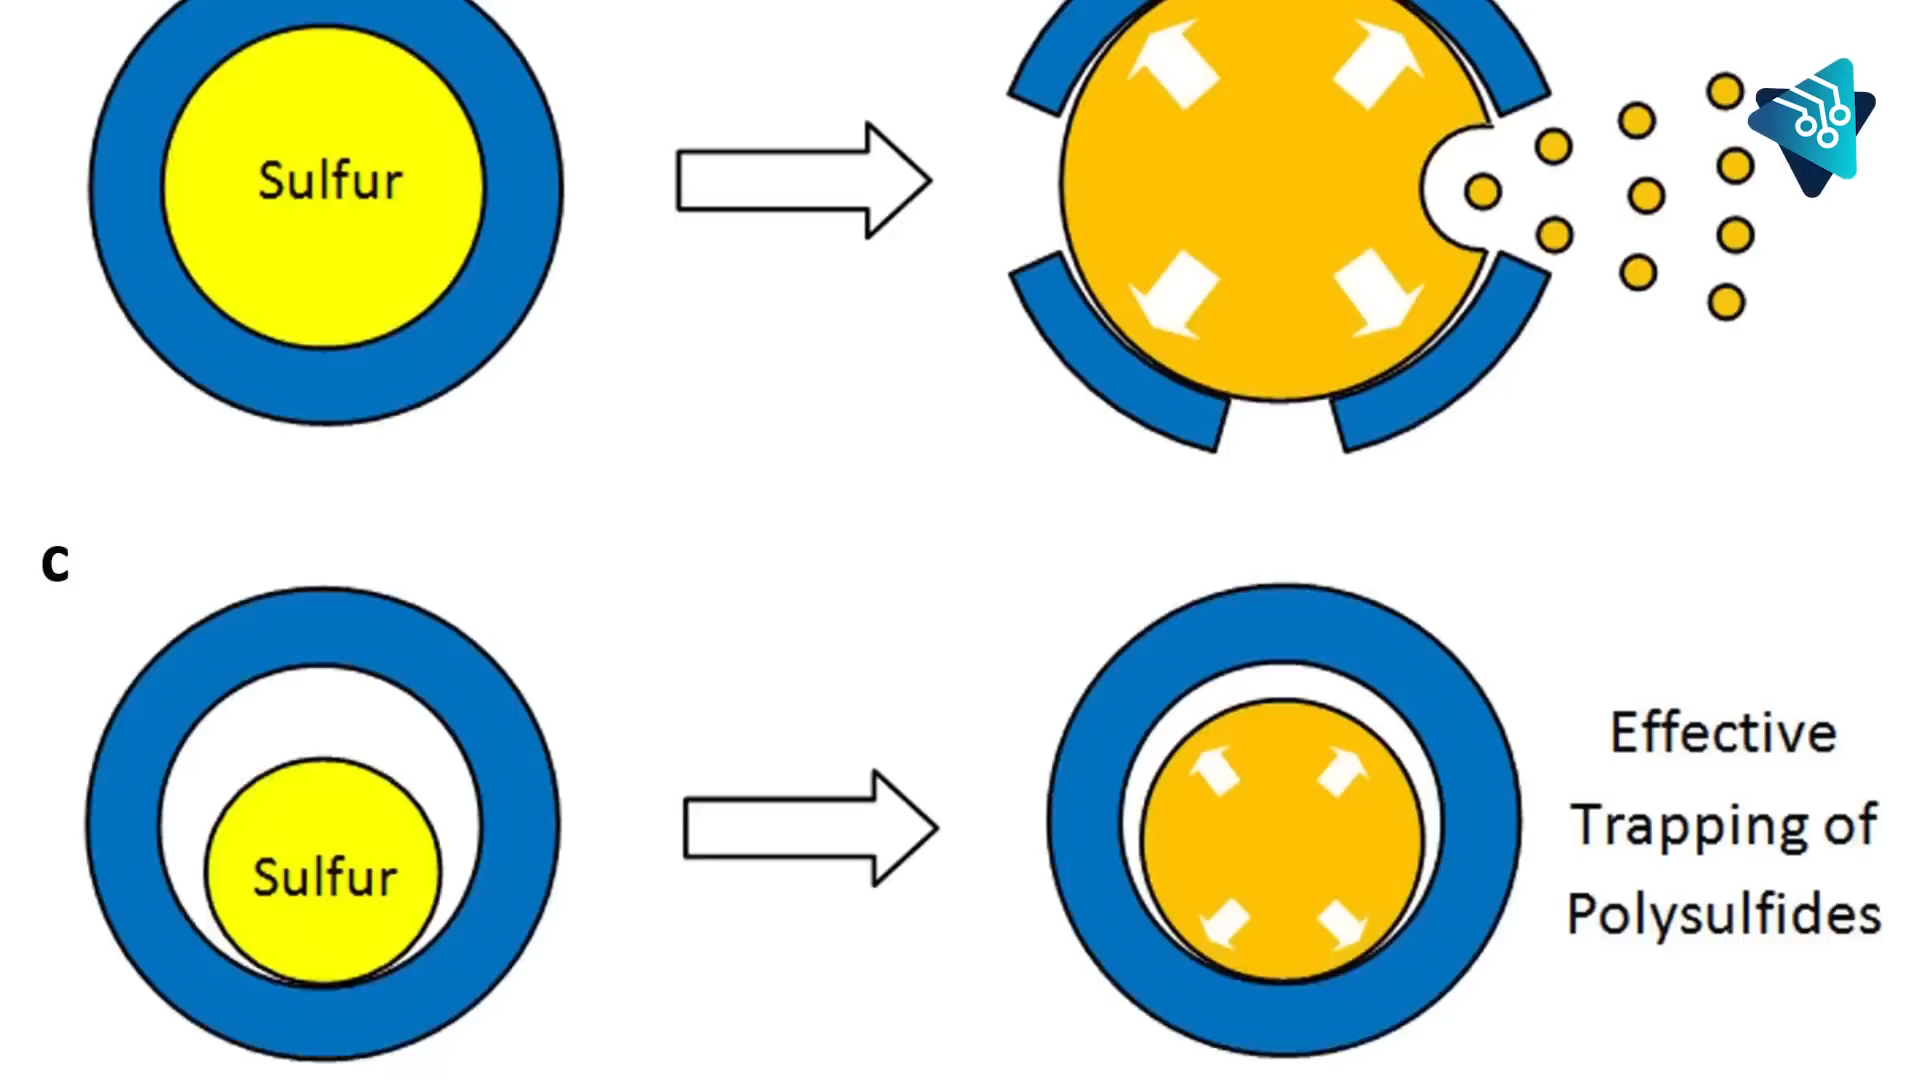 Sulfur
c
Sulfur
Effective
Trapping of
Polysulfides